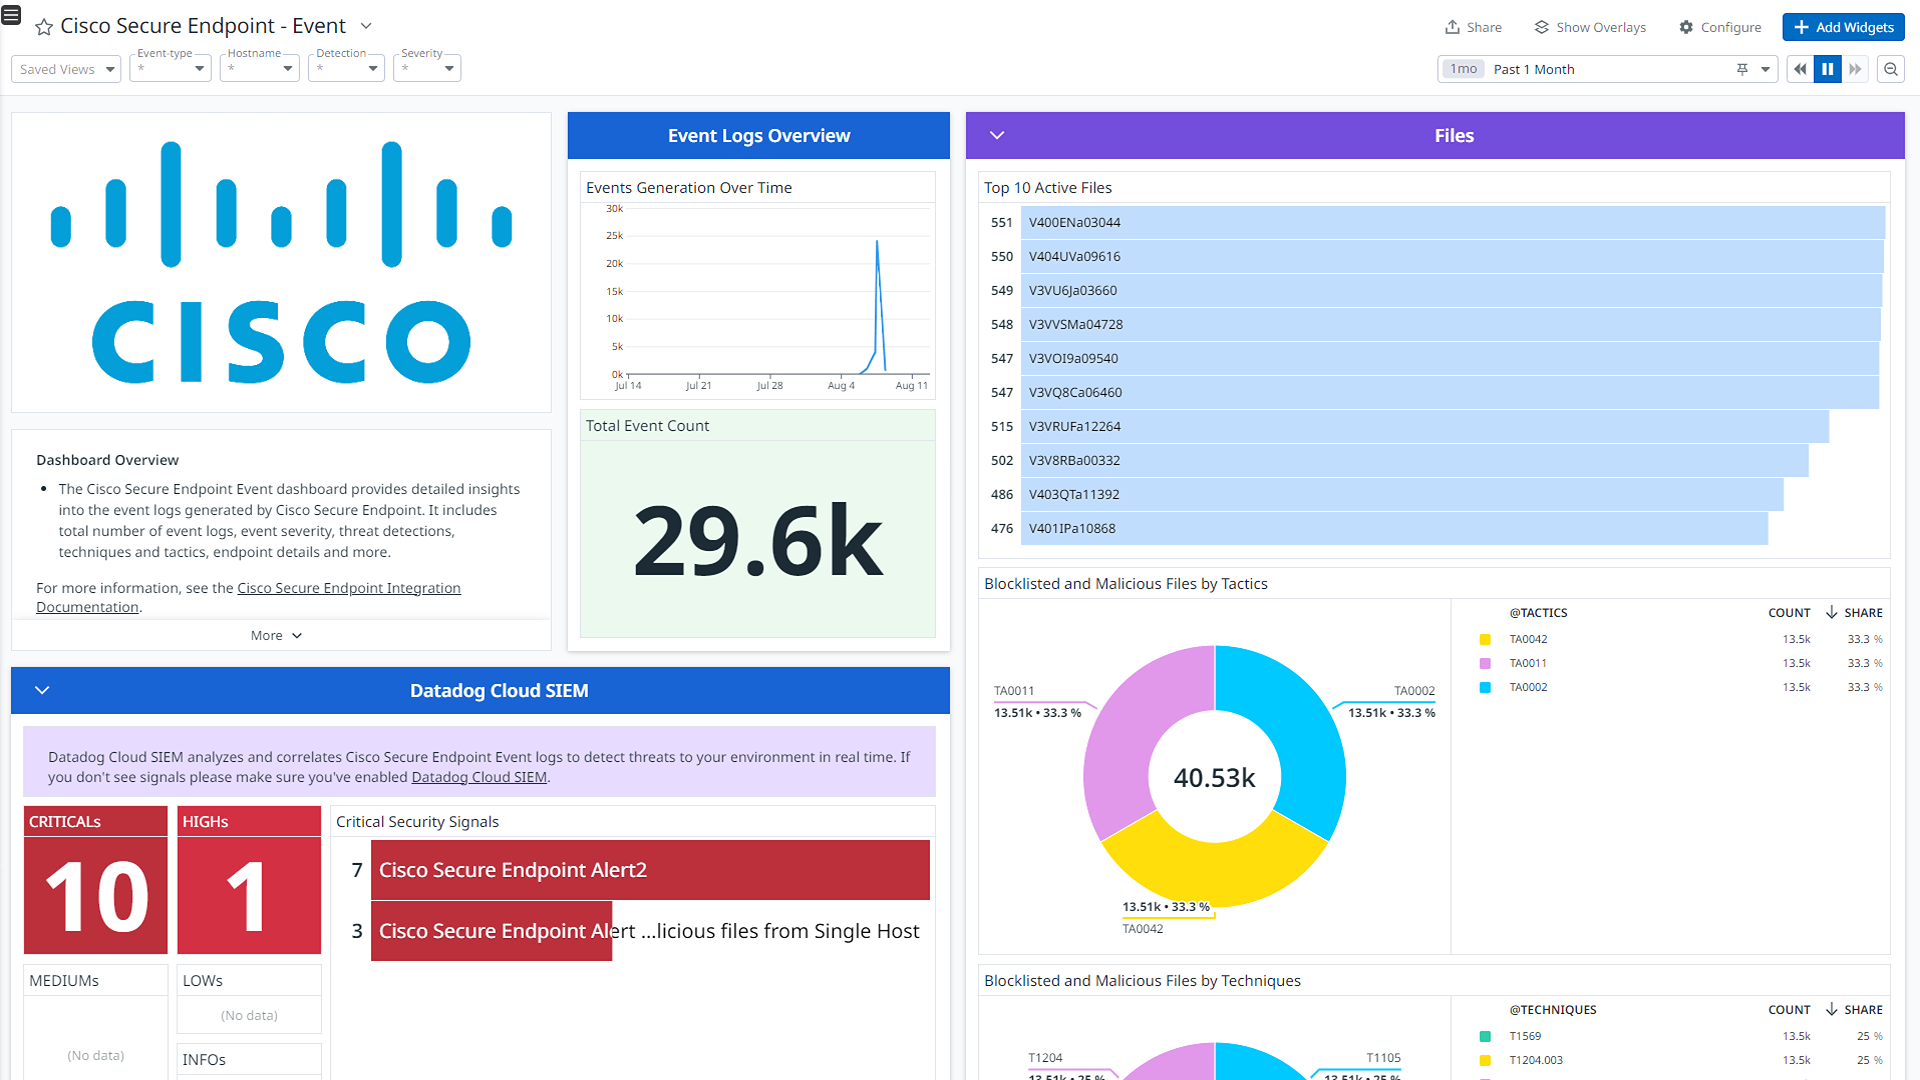 Cisco Secure Endpoint - Event
Share
Show Overlays
Configure
Add Widgets
Saved Views
Event-type
*
Hostname
*
Detection
*
Severity
*
1mo
Past 1 Month
CISCO
Dashboard Overview
• The Cisco Secure Endpoint Event dashboard provides detailed insights
into the event logs generated by Cisco Secure Endpoint. It includes
total number of event logs, event severity, threat detections,
techniques and tactics, endpoint details and more.
For more information, see the Cisco Secure Endpoint Integration
Documentation.
More
Event Logs Overview
Events Generation Over Time
30k
25k
20k
15k
10k
5k
0k
Jul 14
Jul 21
Jul 28
Aug 4
Aug 11
Total Event Count
29.6k
Datadog Cloud SIEM
Datadog Cloud SIEM analyzes and correlates Cisco Secure Endpoint Event logs to detect threats to your environment in real time. If
you don't see signals please make sure you've enabled Datadog Cloud SIEM.
CRITICALs
10
HIGHs
1
MEDIUMs
(No data)
LOWs
(No data)
INFOs
Critical Security Signals
7 Cisco Secure Endpoint Alert2
3 Cisco Secure Endpoint Alert ...licious files from Single Host
Files
Top 10 Active Files
551 V400ENa03044
550 V404UVa09616
549 V3VU6Ja03660
548 V3VVSMa04728
547 V3VOI9a09540
547 V3VQ8Ca06460
515 V3VRUFa12264
502 V3V8RBa00332
486 V403QTa11392
476 V401IPa10868
Blocklisted and Malicious Files by Tactics
TA0011
13.51k • 33.3 %
TA0002
13.51k • 33.3 %
40.53k
13.51k • 33.3 %
TA0042
@TACTICS COUNT SHARE
TA0042 13.5k 33.3 %
TA0011 13.5k 33.3 %
TA0002 13.5k 33.3 %
Blocklisted and Malicious Files by Techniques
T1204
13.51k • 25 %
T1105
13.51k • 25 %
@TECHNIQUES COUNT SHARE
T1569 13.5k 25 %
T1204.003 13.5k 25 %